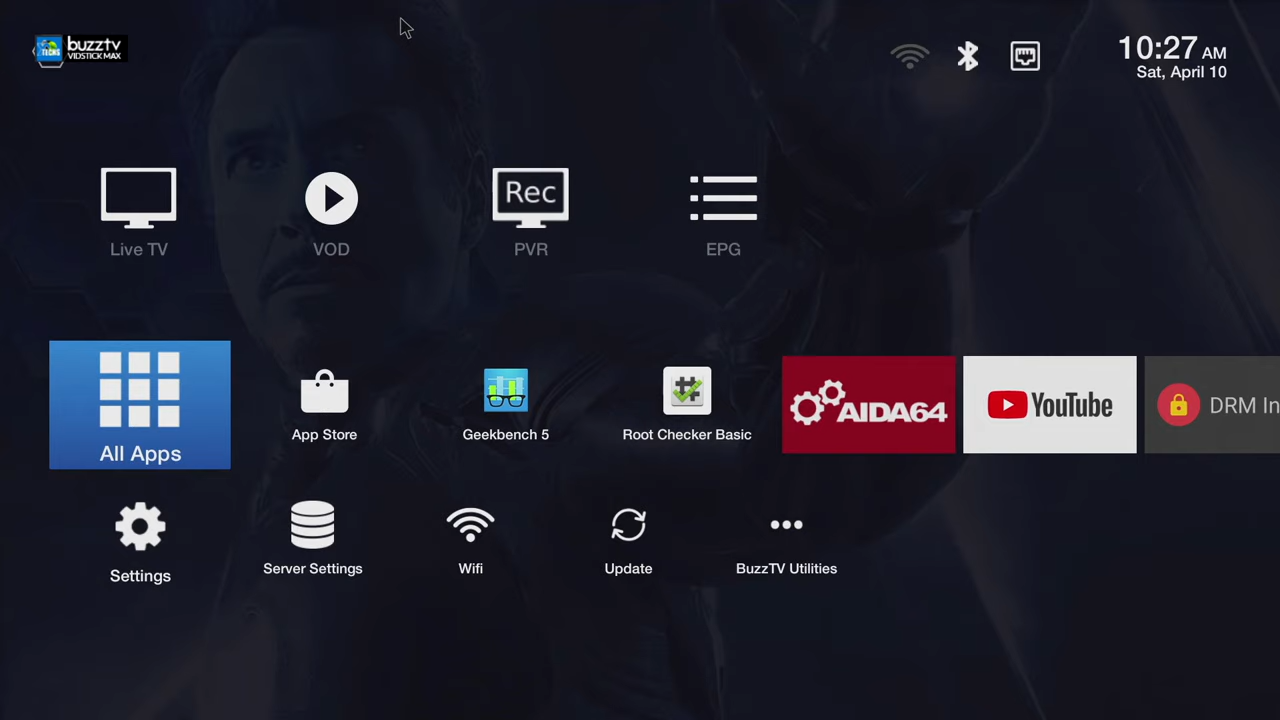 TECHS
buzztv
VIDSTICK MAX
10:27 AM
Sat, April 10
Live TV
VOD
Rec
PVR
EPG
All Apps
App Store
Geekbench 5
Root Checker Basic
AIDA64
YouTube
DRM In
Settings
Server Settings
Wifi
Update
BuzzTV Utilities